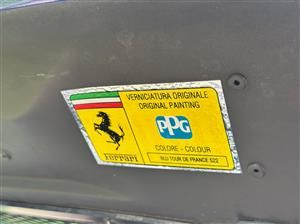 VERNICIATURA ORIGINALE
ORIGINAL PAINTING
PPG
COLORE - COLOUR
Ferrari
BLU TOUR DE FRANCE 522